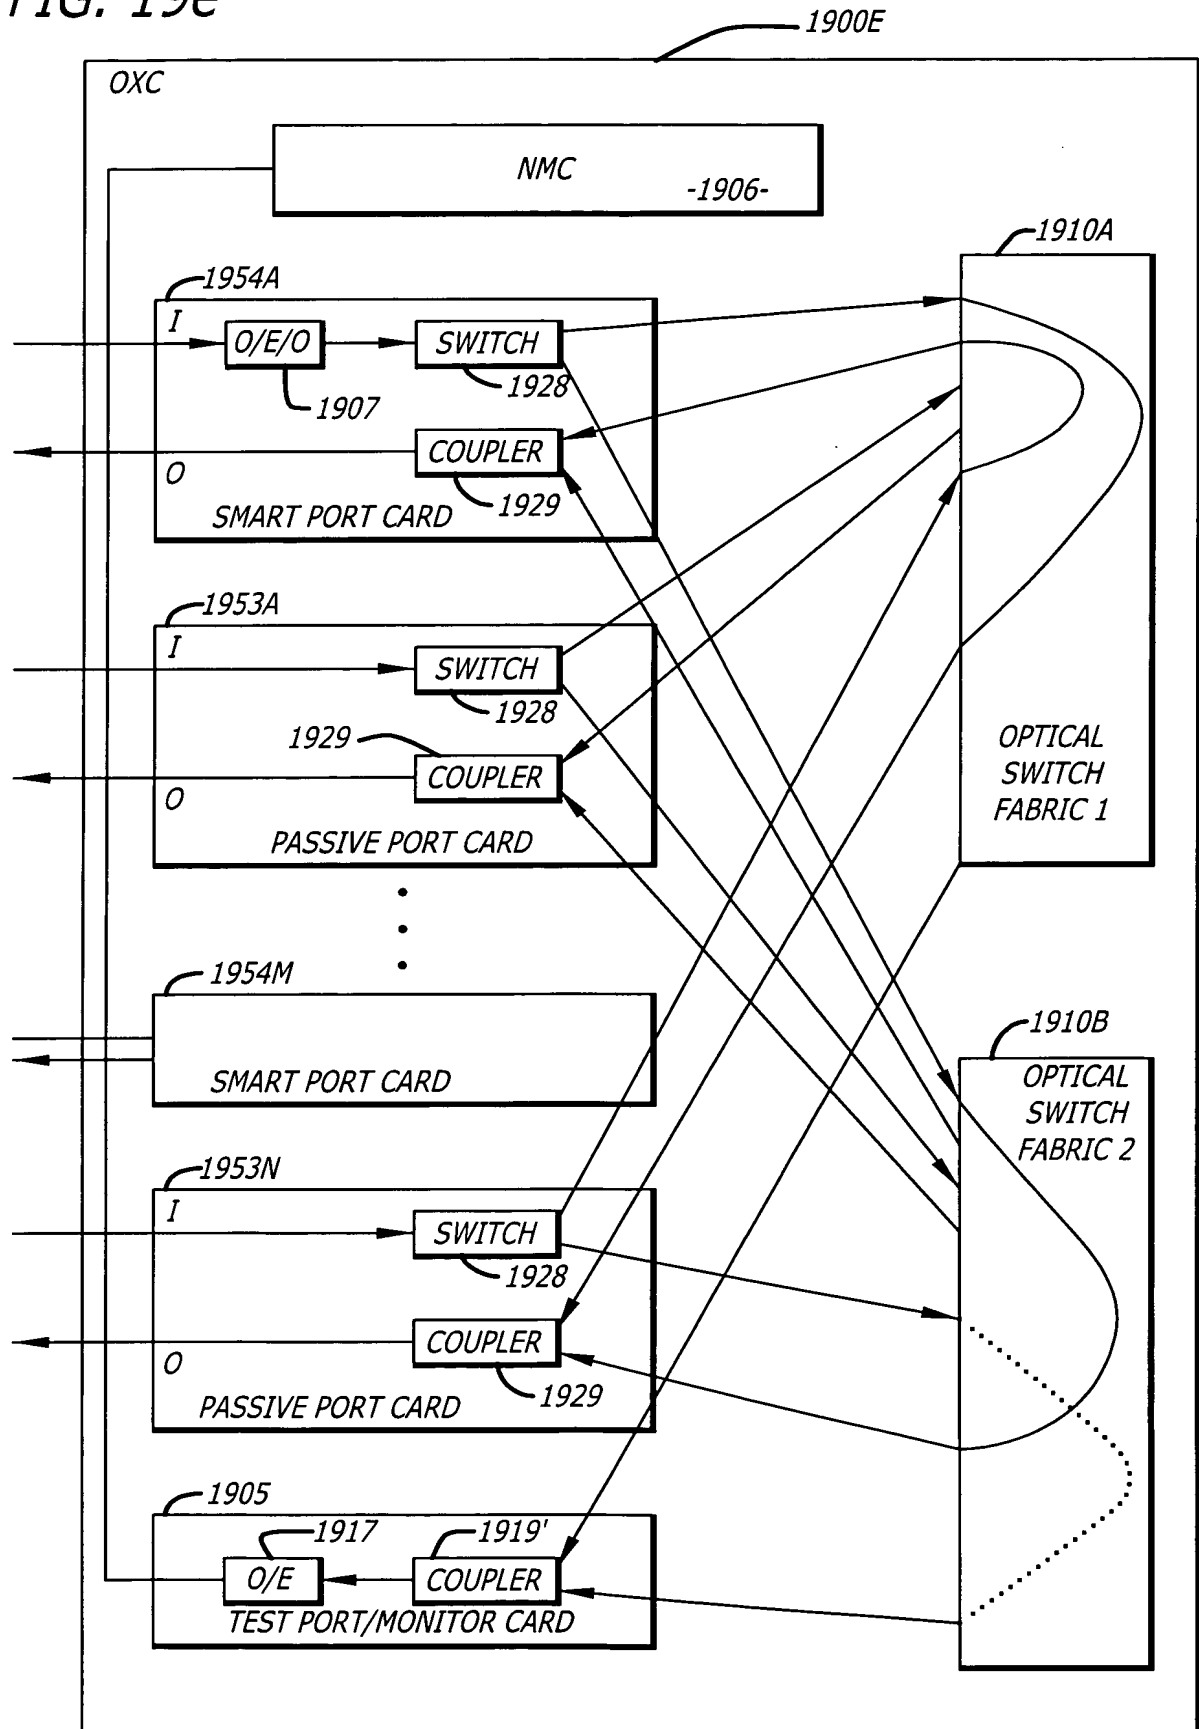 FIG. 19e
1900E
OXC
NMC
-1906-
1910A
1954A
I
O/E/O
SWITCH
1928
1907
COUPLER
O
1929
SMART PORT CARD
1953A
I
SWITCH
1928
1929
COUPLER
O
PASSIVE PORT CARD
OPTICAL
SWITCH
FABRIC 1
1954M
SMART PORT CARD
1910B
OPTICAL
SWITCH
FABRIC 2
1953N
I
SWITCH
1928
COUPLER
O
1929
PASSIVE PORT CARD
1905
1917
1919'
O/E
COUPLER
TEST PORT/MONITOR CARD